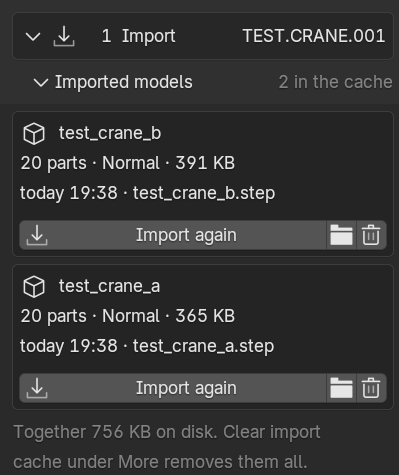 1 Import TEST.CRANE.001
Imported models 2 in the cache
test_crane_b
20 parts · Normal · 391 KB
today 19:38 · test_crane_b.step
Import again
test_crane_a
20 parts · Normal · 365 KB
today 19:38 · test_crane_a.step
Import again
Together 756 KB on disk. Clear import
cache under More removes them all.